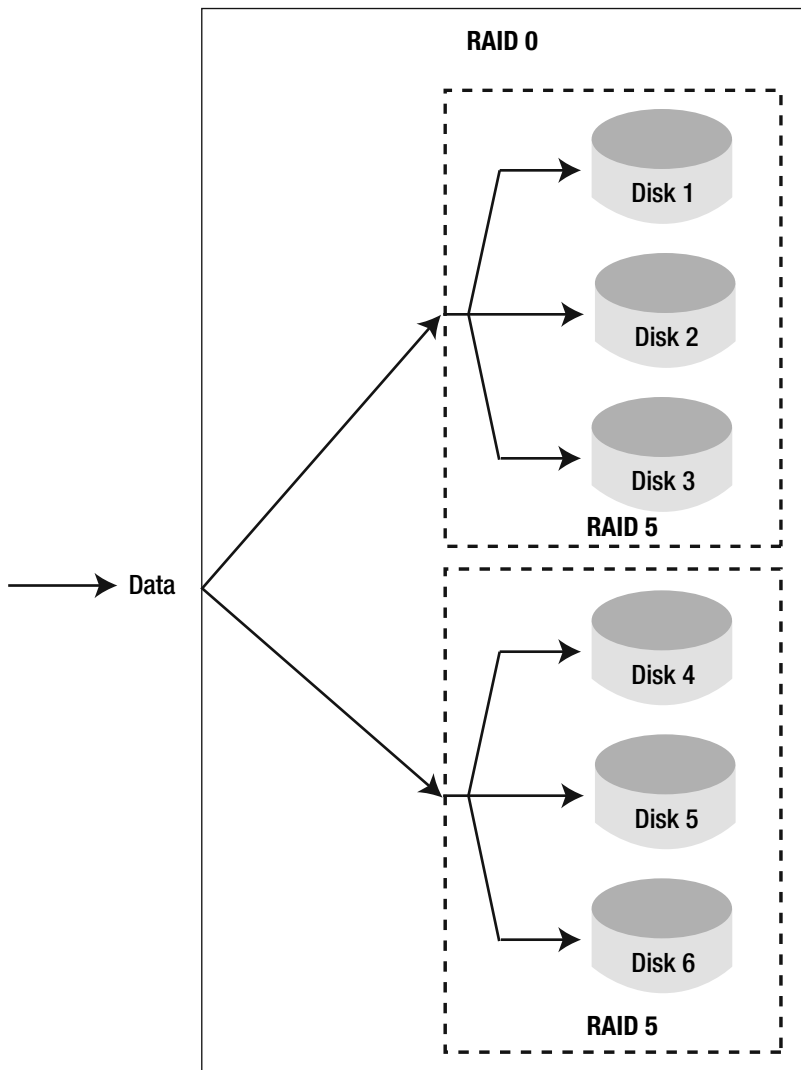 RAID 0
Disk 1
Disk 2
Disk 3
RAID 5
Data
Disk 4
Disk 5
Disk 6
RAID 5